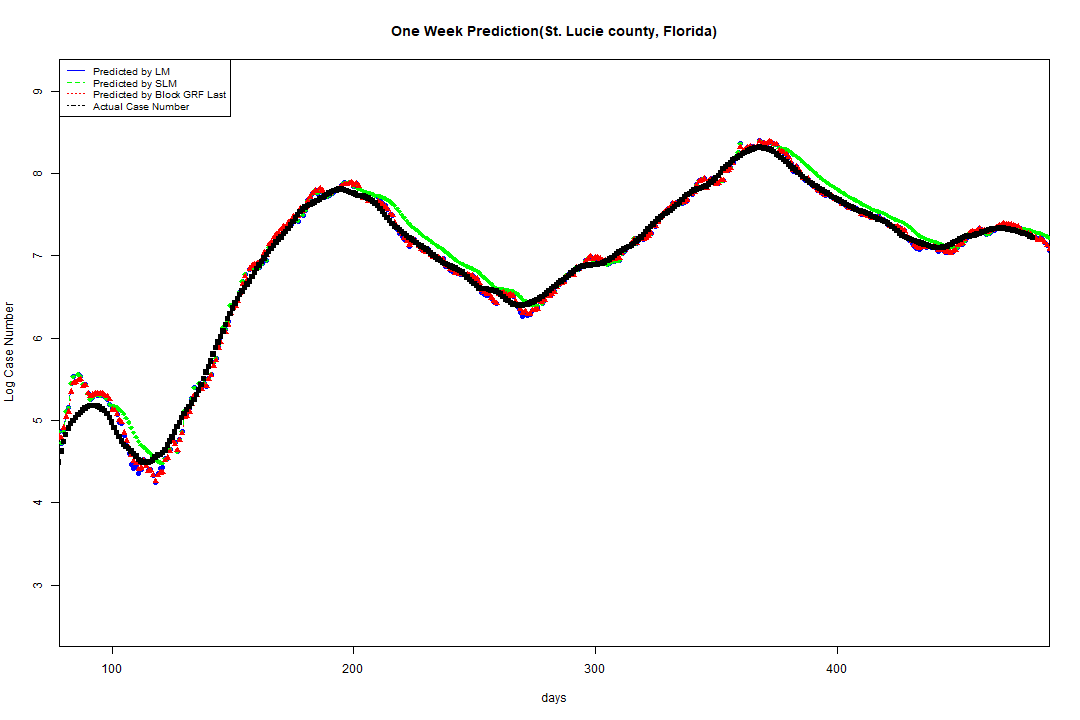 One Week Prediction(St. Lucie county, Florida)
Predicted by LM
Predicted by SLM
Predicted by Block GRF Last
Actual Case Number
9
8
7
6
5
4
3
Log Case Number
100 200 300 400
days